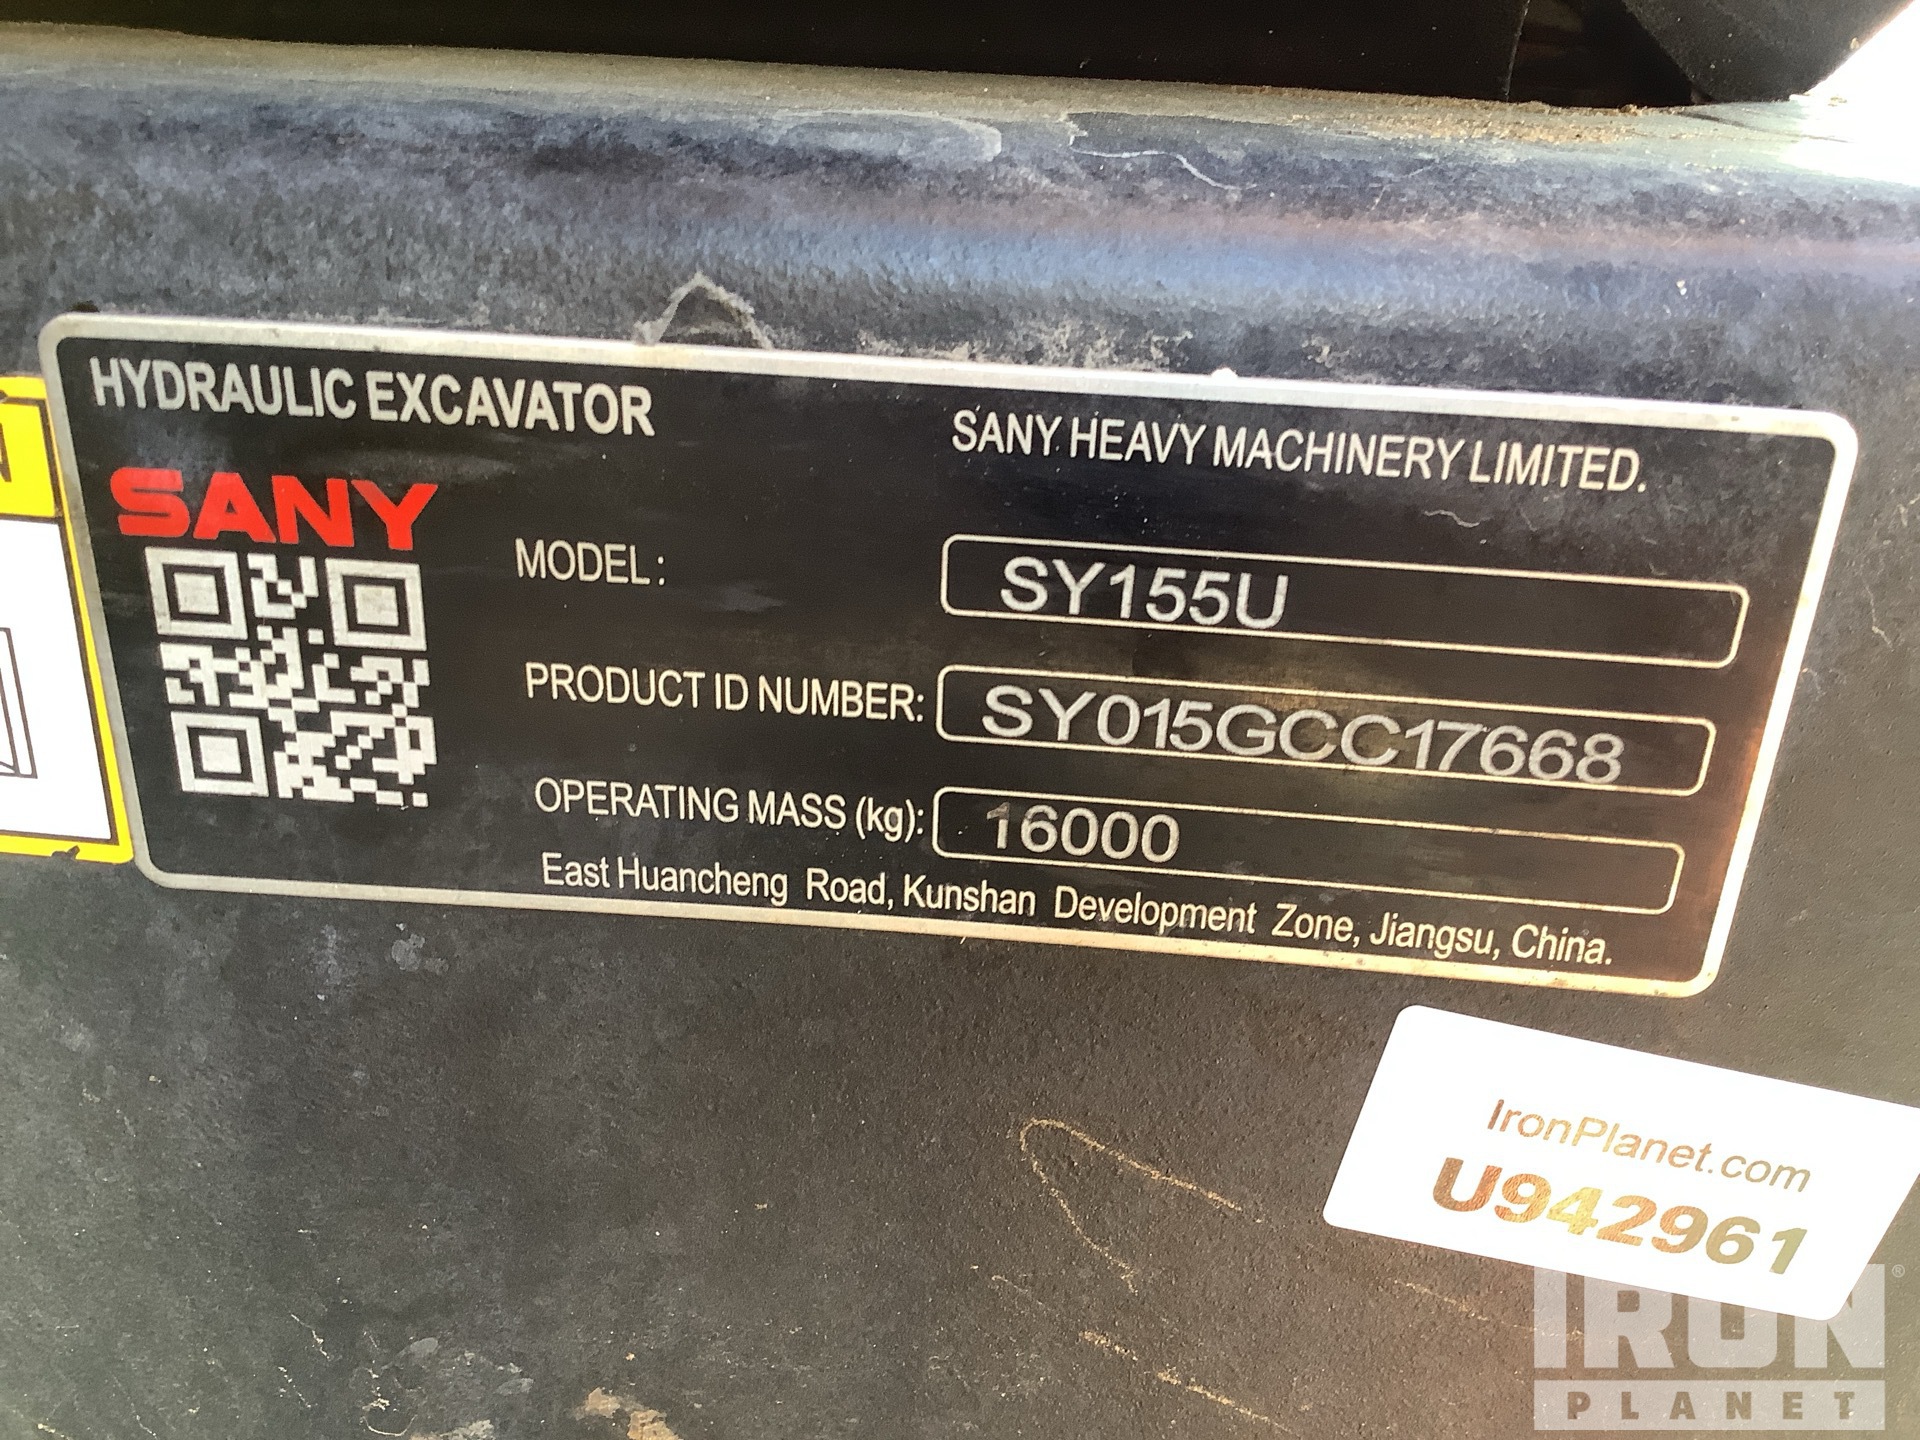 HYDRAULIC EXCAVATOR
SANY HEAVY MACHINERY LIMITED.
SANY
MODEL: SY155U
PRODUCT ID NUMBER: SY015GCC17668
OPERATING MASS (kg): 16000
East Huancheng Road, Kunshan Development Zone, Jiangsu, China.
IronPlanet.com
U942961
IRON
PLANET